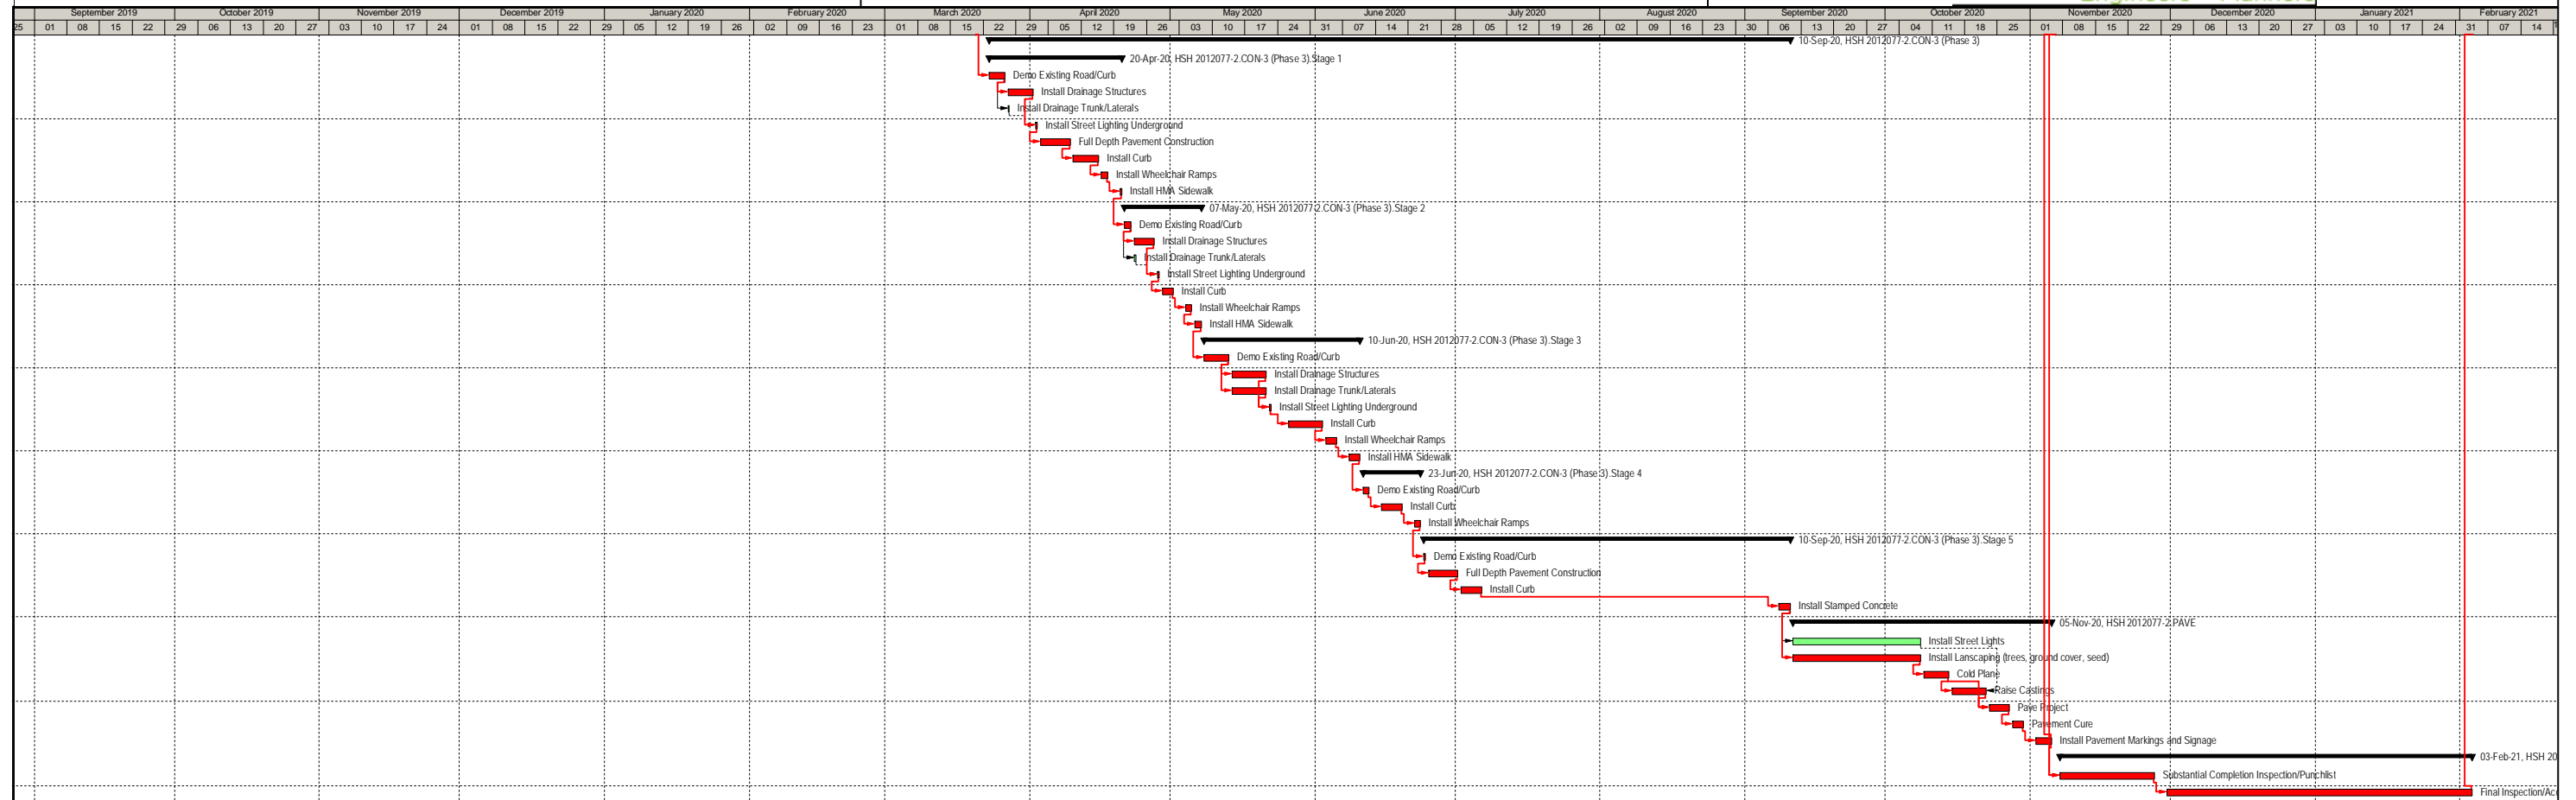 Engineers Planners
September 2019 October 2019 November 2019 December 2019 January 2020 February 2020 March 2020 April 2020 May 2020 June 2020 July 2020 August 2020 September 2020 October 2020 November 2020 December 2020 January 2021 February 2021
25 01 08 15 22 29 06 13 20 27 03 10 17 24 01 08 15 22 29 05 12 19 26 02 09 16 23 01 08 15 22 29 05 12 19 26 03 10 17 24 31 07 14 21 28 05 12 19 26 02 09 16 23 30 06 13 20 27 04 11 18 25 01 08 15 22 29 06 13 20 27 03 10 17 24 31 07 14
10-Sep-20, HSH 2012077-2.CON-3 (Phase 3)
20-Apr-20, HSH 2012077-2.CON-3 (Phase 3).Stage 1
Demo Existing Road/Curb
Install Drainage Structures
Install Drainage Trunk/Laterals
Install Street Lighting Underground
Full Depth Pavement Construction
Install Curb
Install Wheelchair Ramps
Install HMA Sidewalk
07-May-20, HSH 2012077-2.CON-3 (Phase 3).Stage 2
Demo Existing Road/Curb
Install Drainage Structures
Install Drainage Trunk/Laterals
Install Street Lighting Underground
Install Curb
Install Wheelchair Ramps
Install HMA Sidewalk
10-Jun-20, HSH 2012077-2.CON-3 (Phase 3).Stage 3
Demo Existing Road/Curb
Install Drainage Structures
Install Drainage Trunk/Laterals
Install Street Lighting Underground
Install Curb
Install Wheelchair Ramps
Install HMA Sidewalk
23-Jun-20, HSH 2012077-2.CON-3 (Phase 3).Stage 4
Demo Existing Road/Curb
Install Curb
Install Wheelchair Ramps
10-Sep-20, HSH 2012077-2.CON-3 (Phase 3).Stage 5
Demo Existing Road/Curb
Full Depth Pavement Construction
Install Curb
Install Stamped Concrete
05-Nov-20, HSH 2012077-2.PAVE
Install Street Lights
Install Lanscaping (trees, ground cover, seed)
Cold Plane
Raise Castings
Pave Project
Pavement Cure
Install Pavement Markings and Signage
03-Feb-21, HSH 20
Substantial Completion Inspection/Punchlist
Final Inspection/Ac